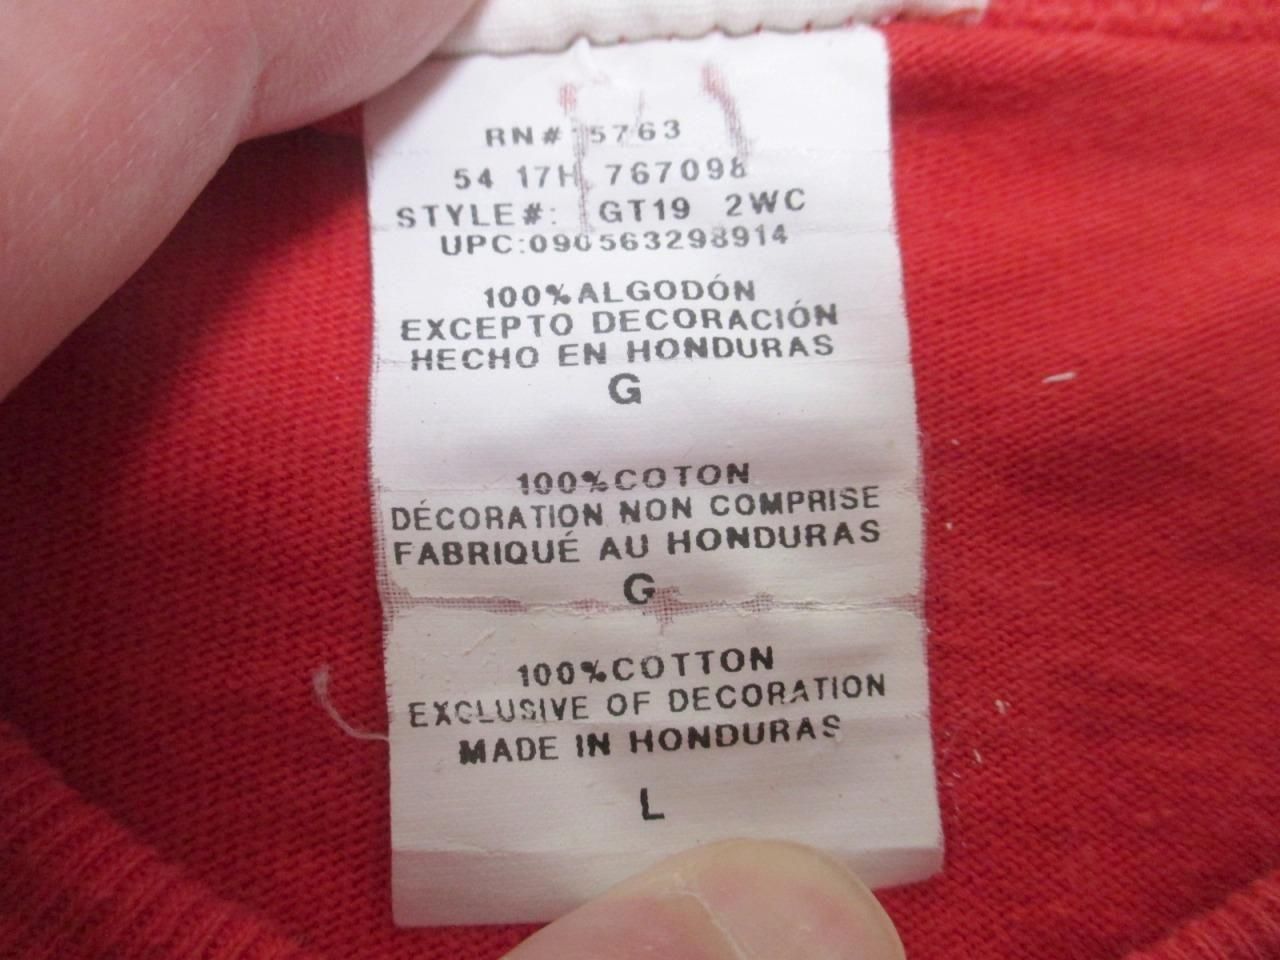 RN# 15763
54 17H 767098
STYLE#: GT19 2WC
UPC:090563298914
100%ALGODÓN
EXCEPTO DECORACIÓN
HECHO EN HONDURAS
G
100%COTON
DÉCORATION NON COMPRISE
FABRIQUÉ AU HONDURAS
G
100%COTTON
EXCLUSIVE OF DECORATION
MADE IN HONDURAS
L